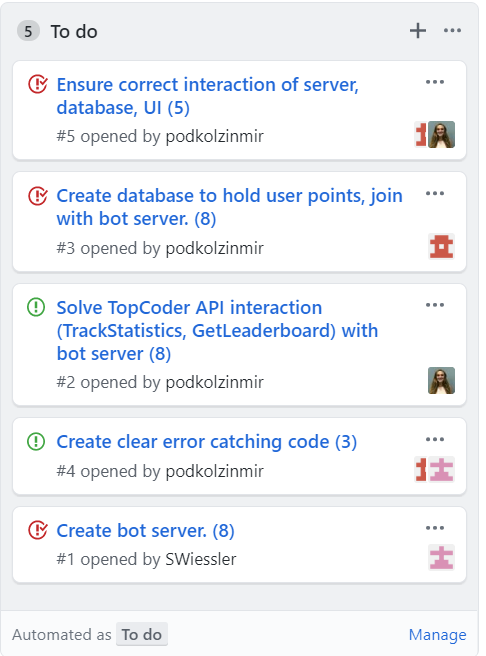 5 To do
Ensure correct interaction of server,
database, UI (5)
#5 opened by podkolzinmir
Create database to hold user points, join
with bot server. (8)
#3 opened by podkolzinmir
Solve TopCoder API interaction
(TrackStatistics, GetLeaderboard) with
bot server (8)
#2 opened by podkolzinmir
Create clear error catching code (3)
#4 opened by podkolzinmir
Create bot server. (8)
#1 opened by SWiessler
Automated as To do Manage